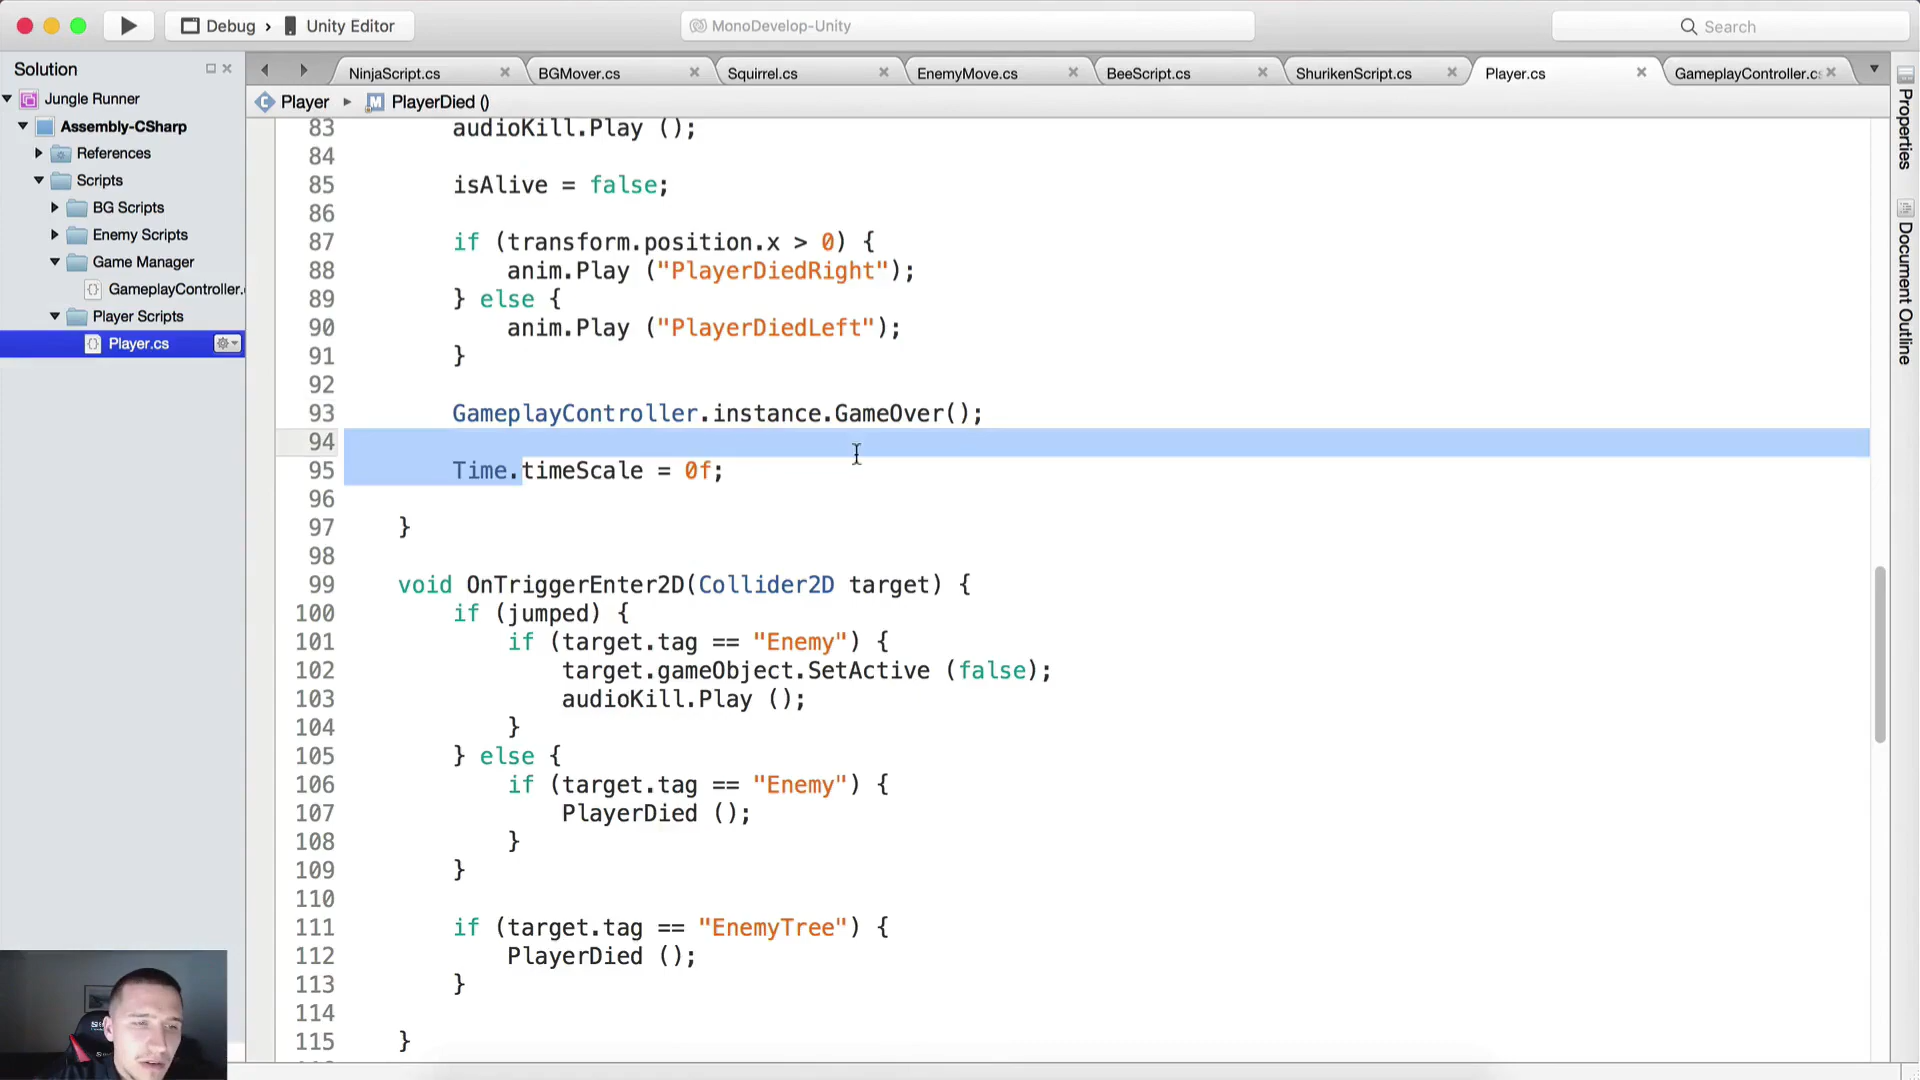 Debug > Unity Editor
MonoDevelop-Unity
Search
Solution
Jungle Runner
Assembly-CSharp
References
Scripts
BG Scripts
Enemy Scripts
Game Manager
GameplayController.
Player Scripts
Player.cs
NinjaScript.cs
BGMover.cs
Squirrel.cs
EnemyMove.cs
BeeScript.cs
ShurikenScript.cs
Player.cs
GameplayController.c
Player
PlayerDied ()
83 audioKill.Play ();
84
85 isAlive = false;
86
87 if (transform.position.x > 0) {
88 anim.Play ("PlayerDiedRight");
89 } else {
90 anim.Play ("PlayerDiedLeft");
91 }
92
93 GameplayController.instance.GameOver();
94
95 Time.timeScale = 0f;
96
97 }
98
99 void OnTriggerEnter2D(Collider2D target) {
100 if (jumped) {
101 if (target.tag == "Enemy") {
102 target.gameObject.SetActive (false);
103 audioKill.Play ();
104 }
105 } else {
106 if (target.tag == "Enemy") {
107 PlayerDied ();
108 }
109 }
110
111 if (target.tag == "EnemyTree") {
112 PlayerDied ();
113 }
114
115 }
Properties
Document Outline